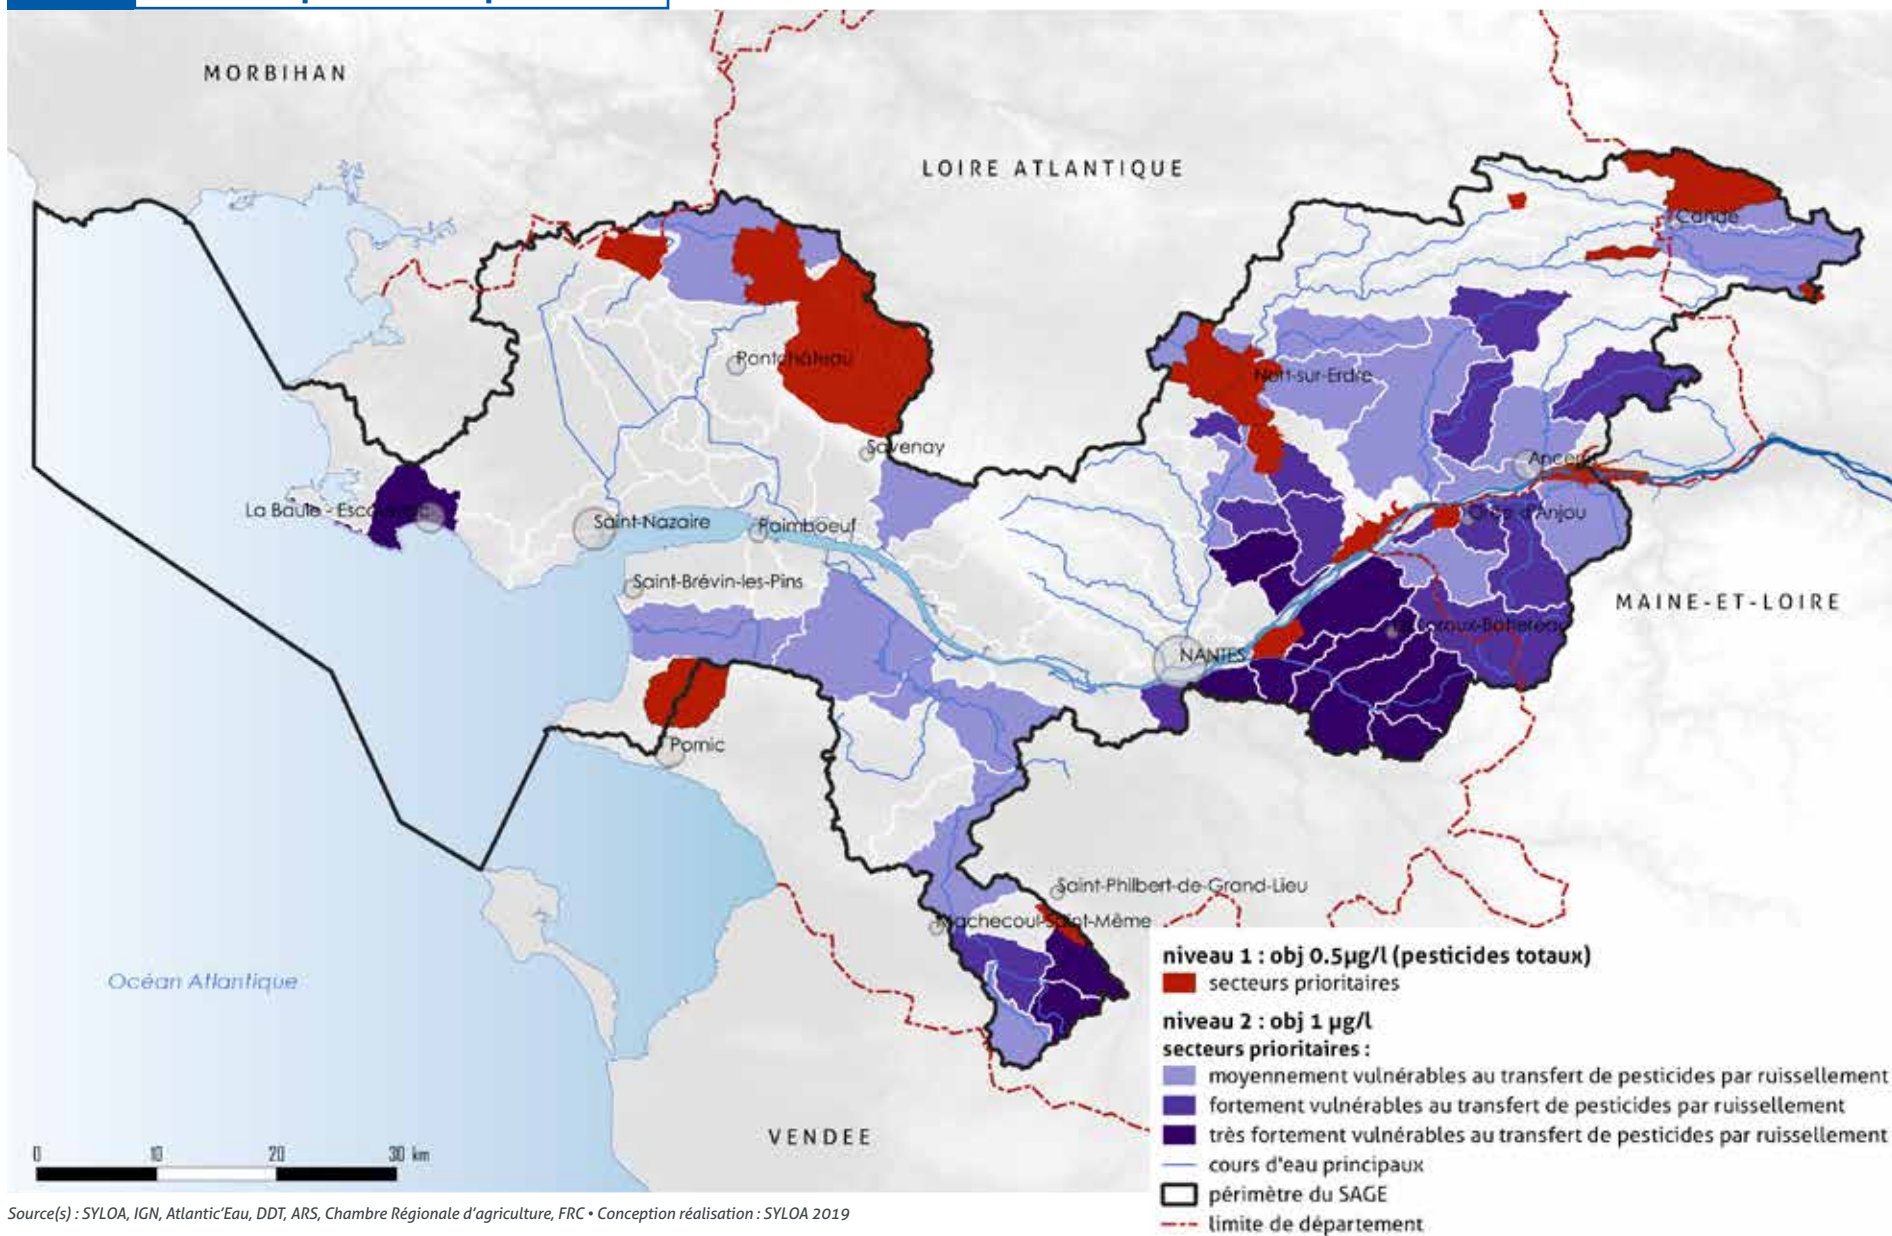 MORBIHAN
LOIRE ATLANTIQUE
Candé
Pontchâteau
Nort-sur-Erdre
Savenay
Ancenis
La Baule - Escoublac
Saint-Nazaire
Paimboeuf
Orée d'Anjou
Saint-Brévin-les-Pins
MAINE-ET-LOIRE
Le Loroux-Bottereau
NANTES
Pornic
Saint-Philbert-de-Grand-Lieu
Machecoul-Saint-Même
Océan Atlantique
VENDEE
niveau 1 : obj 0.5µg/l (pesticides totaux)
secteurs prioritaires
niveau 2 : obj 1 µg/l
secteurs prioritaires :
moyennement vulnérables au transfert de pesticides par ruissellement
fortement vulnérables au transfert de pesticides par ruissellement
très fortement vulnérables au transfert de pesticides par ruissellement
cours d'eau principaux
périmètre du SAGE
limite de département
0 10 20 30 km
Source(s) : SYLOA, IGN, Atlantic'Eau, DDT, ARS, Chambre Régionale d'agriculture, FRC • Conception réalisation : SYLOA 2019